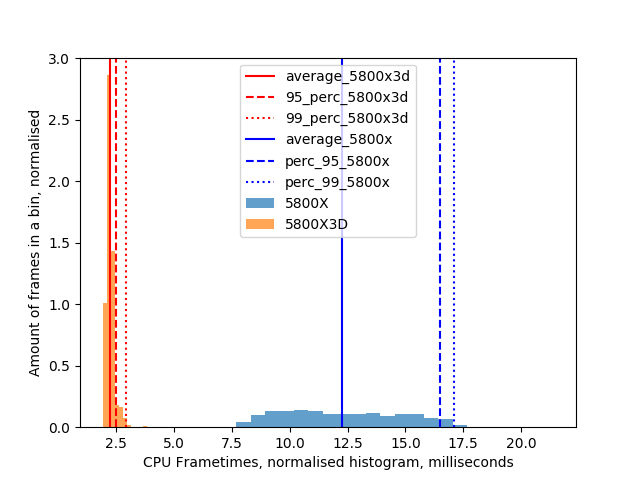 3.0
2.5
2.0
1.5
1.0
0.5
0.0
Amount of frames in a bin, normalised
average_5800x3d
95_perc_5800x3d
99_perc_5800x3d
average_5800x
perc_95_5800x
perc_99_5800x
5800X
5800X3D
2.5 5.0 7.5 10.0 12.5 15.0 17.5 20.0
CPU Frametimes, normalised histogram, milliseconds